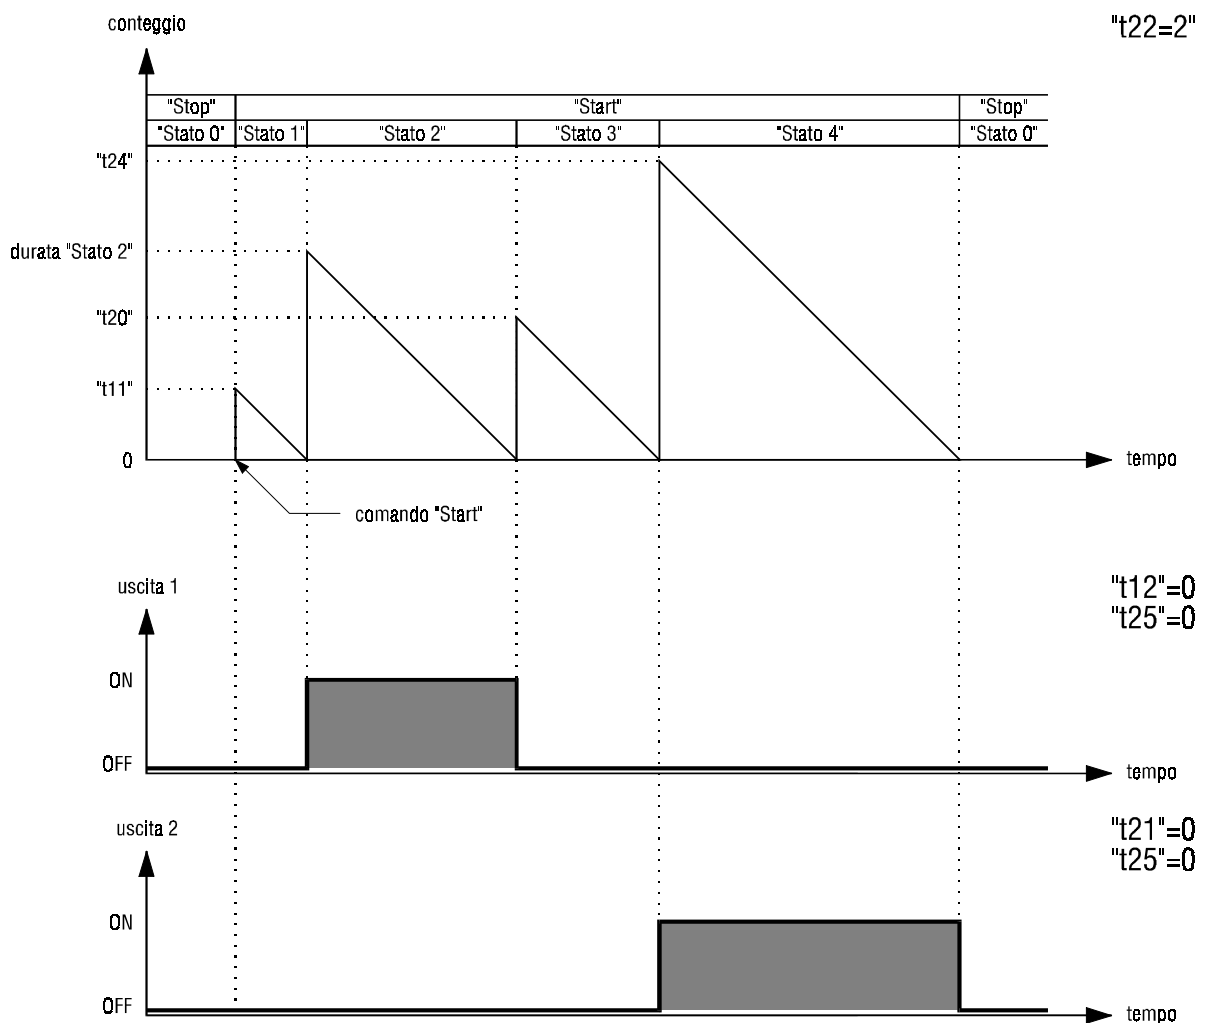 conteggio
"t22=2"
"Stop" "Start" "Stop"
"Stato 0" "Stato 1" "Stato 2" "Stato 3" "Stato 4" "Stato 0"
"t24"
durata "Stato 2"
"t20"
"t11"
0
tempo
comando "Start"
uscita 1
"t12"=0
"t25"=0
ON
OFF
tempo
uscita 2
"t21"=0
"t25"=0
ON
OFF
tempo